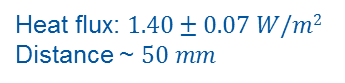 Heat flux: 1.40 ± 0.07 W/m²
Distance ~ 50 mm